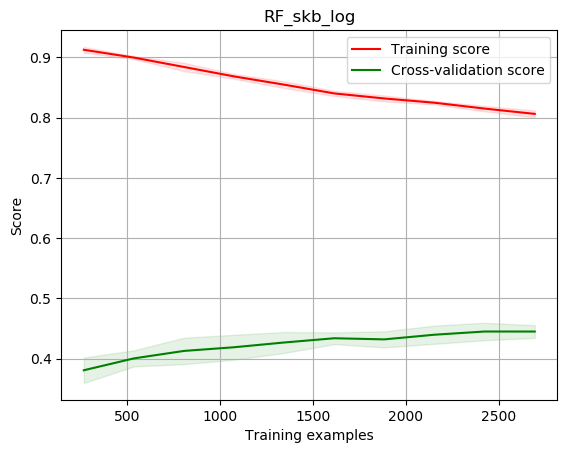 RF_skb_log
Training score
Cross-validation score
0.9
0.8
0.7
0.6
0.5
0.4
Score
500
1000
1500
2000
2500
Training examples